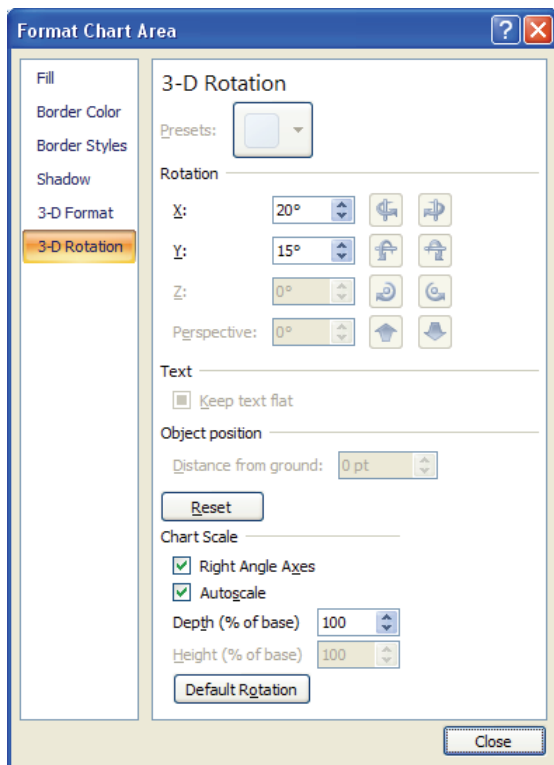 Format Chart Area
Fill
Border Color
Border Styles
Shadow
3-D Format
3-D Rotation
3-D Rotation
Presets:
Rotation
X: 20°
Y: 15°
Z: 0°
Perspective: 0°
Text
Keep text flat
Object position
Distance from ground: 0 pt
Reset
Chart Scale
Right Angle Axes
Autoscale
Depth (% of base) 100
Height (% of base) 100
Default Rotation
Close